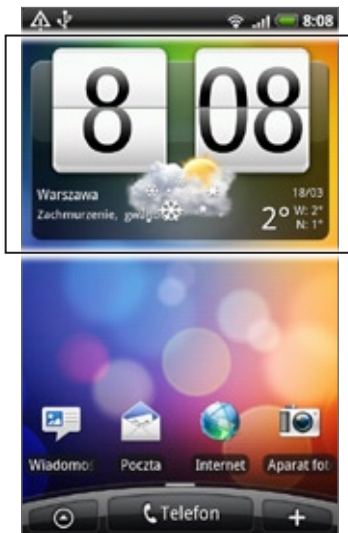 8:08
8 08
Warszawa 18/03
Zachmurzenie, 2° W: 2°
N: 1°
Wiadomoś Poczta Internet Aparat fot
Telefon